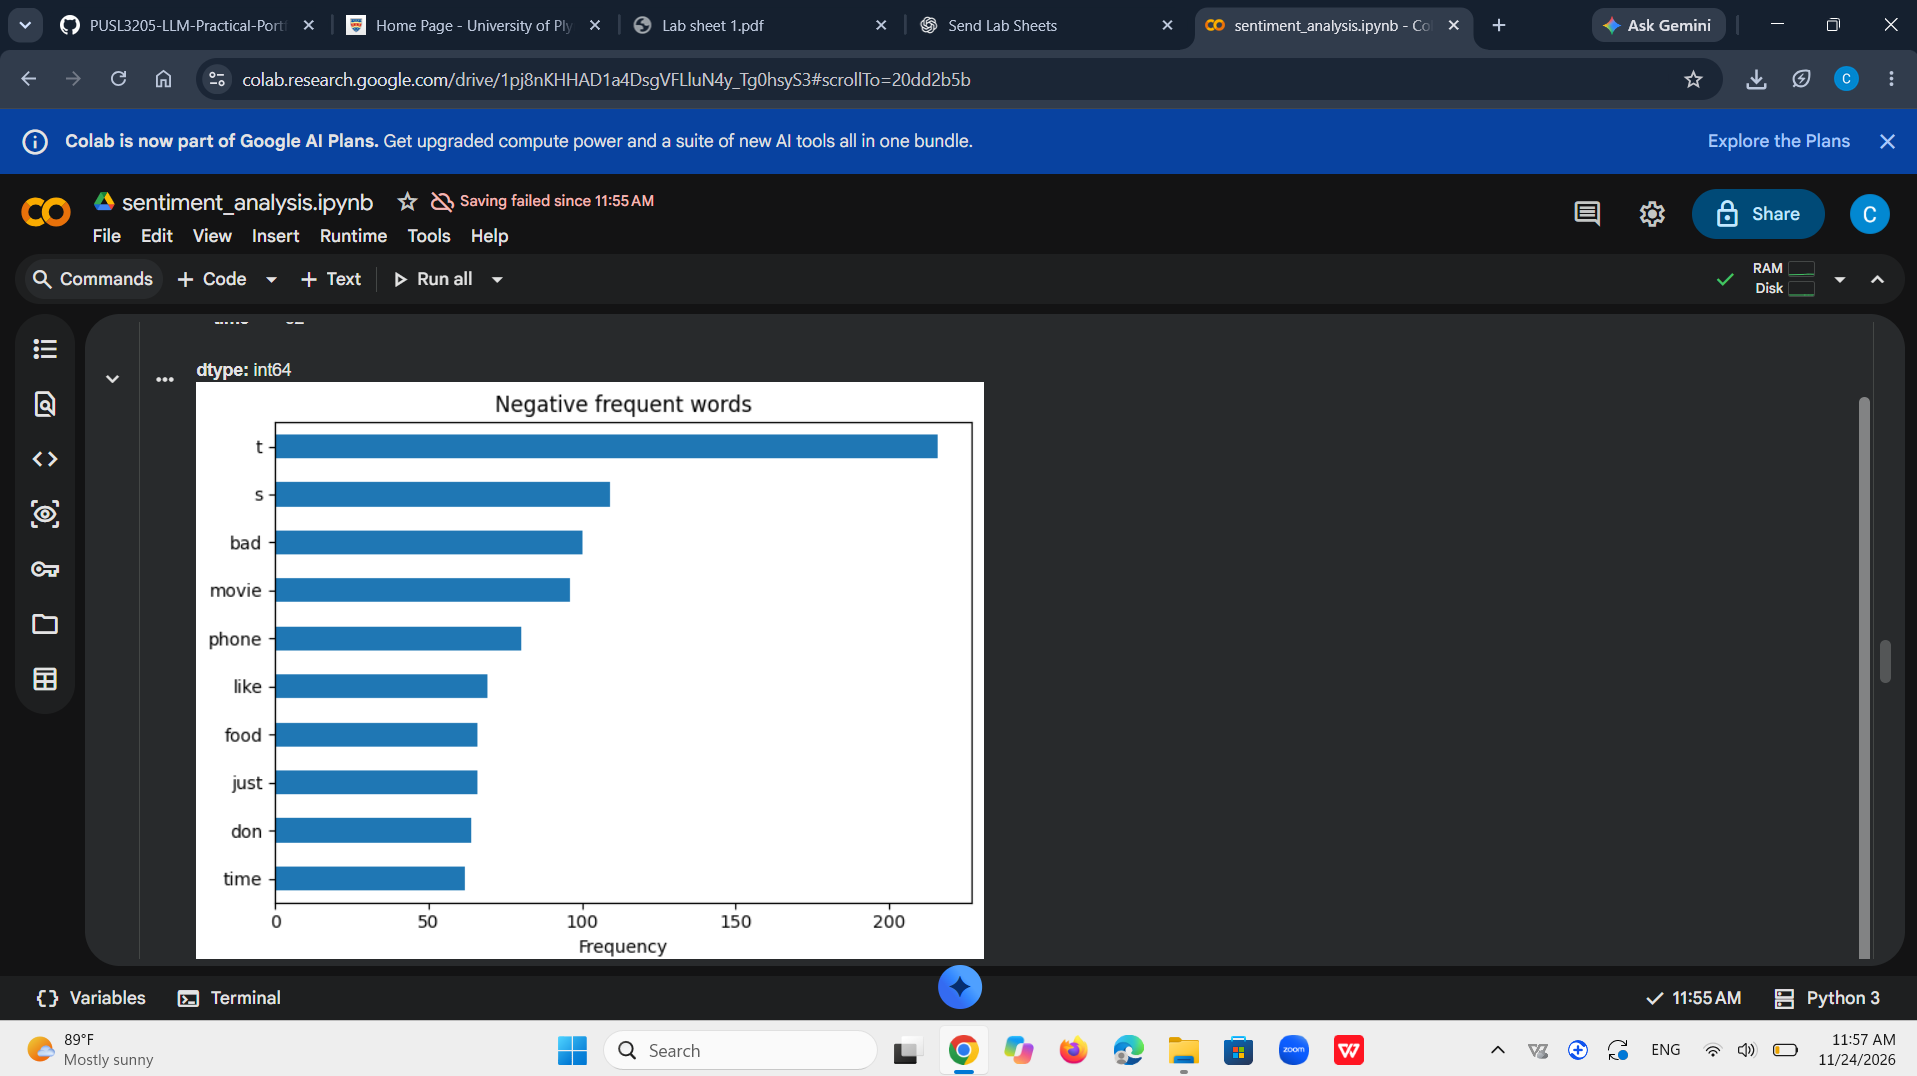 PUSL3205-LLM-Practical-Portf
Home Page - University of Ply
Lab sheet 1.pdf
Send Lab Sheets
sentiment_analysis.ipynb - Co
Ask Gemini
colab.research.google.com/drive/1pj8nKHHAD1a4DsgVFLluN4y_Tg0hsyS3#scrollTo=20dd2b5b
C
Colab is now part of Google AI Plans. Get upgraded compute power and a suite of new AI tools all in one bundle.
Explore the Plans
sentiment_analysis.ipynb
Saving failed since 11:55 AM
File Edit View Insert Runtime Tools Help
Share
C
Commands + Code + Text Run all
RAM
Disk
dtype: int64
Negative frequent words
t
s
bad
movie
phone
like
food
just
don
time
0 50 100 150 200
Frequency
{} Variables
Terminal
11:55 AM
Python 3
89°F
Mostly sunny
Search
zoom
W
ENG
11:57 AM
11/24/2026